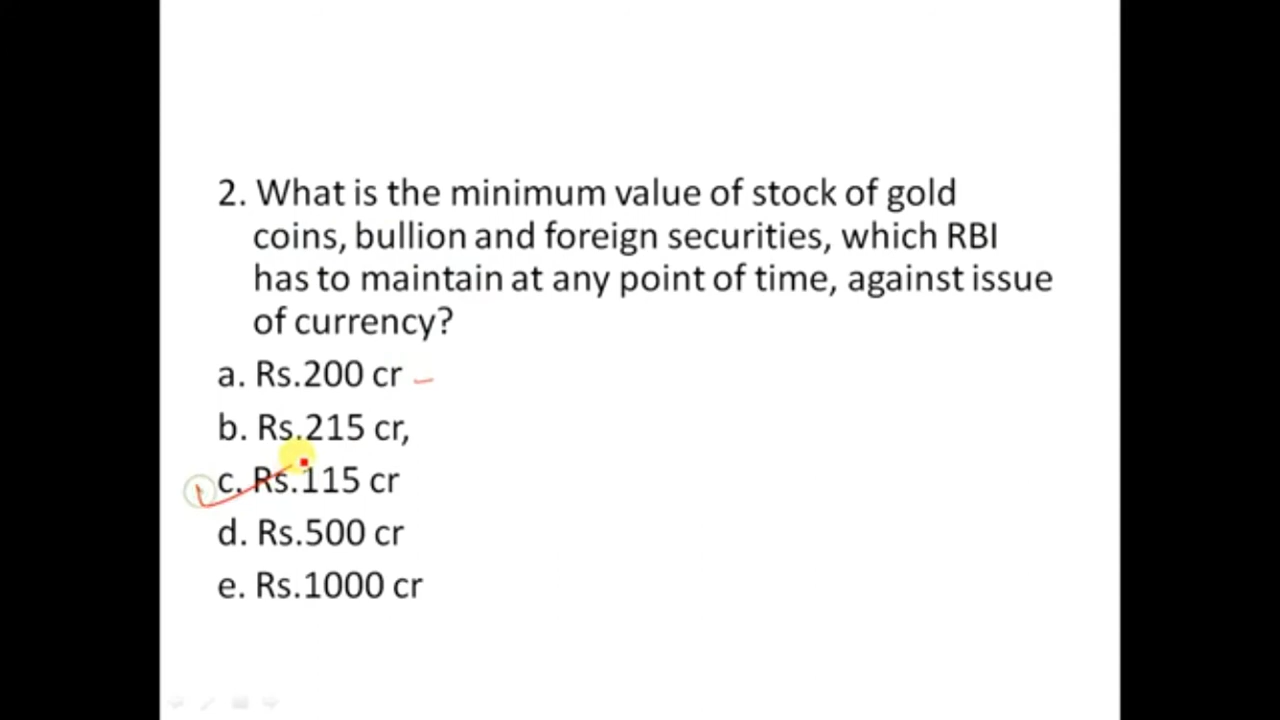 2. What is the minimum value of stock of gold
coins, bullion and foreign securities, which RBI
has to maintain at any point of time, against issue
of currency?
a. Rs.200 cr
b. Rs.215 cr,
c. Rs.115 cr
d. Rs.500 cr
e. Rs.1000 cr